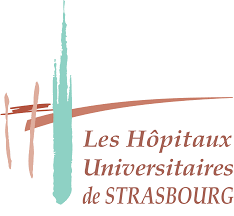 Les Hôpitaux
Universitaires
de STRASBOURG